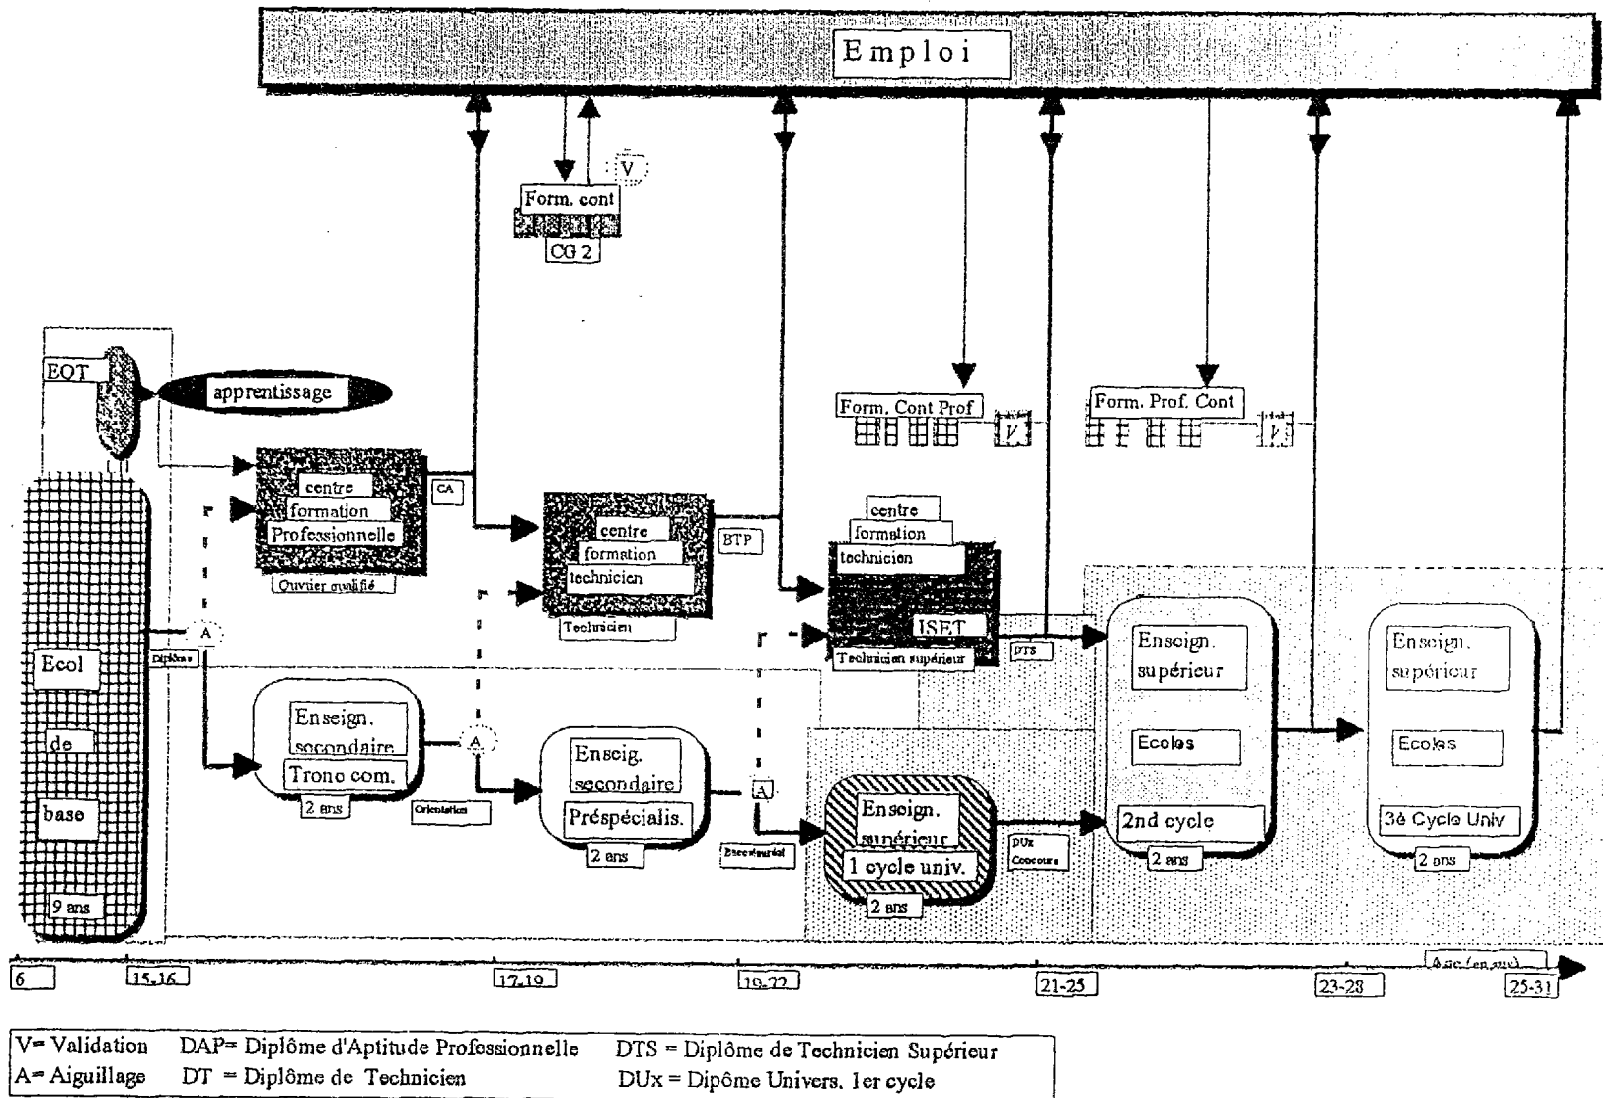 Emploi
V
Form. cont
CG 2
EQT
apprentissage
Form. Cont Prof
V
Form. Prof. Cont
V
centre
formation
Professionnelle
Ouvrier qualifié
CA
centre
formation
technicien
Technicien
BTP
centre
formation
technicien
ISET
Technicien supérieur
DTS
Ecol
de
base
9 ans
Diplôme
A
Enseign.
secondaire
Tronc com.
2 ans
A
Orientation
Enseig.
secondaire
Préspécialis.
2 ans
A
Baccalauréat
Enseign.
supérieur
1 cycle univ.
2 ans
DUx
Concours
Enseign.
supérieur
Ecoles
2nd cycle
2 ans
Enseign.
supérieur
Ecoles
3è Cycle Univ
2 ans
Age (en ans)
6
15-16
17-19
19-22
21-25
23-28
25-31
V= Validation DAP= Diplôme d'Aptitude Professionnelle DTS = Diplôme de Technicien Supérieur
A= Aiguillage DT = Diplôme de Technicien DUx = Dipôme Univers. 1er cycle